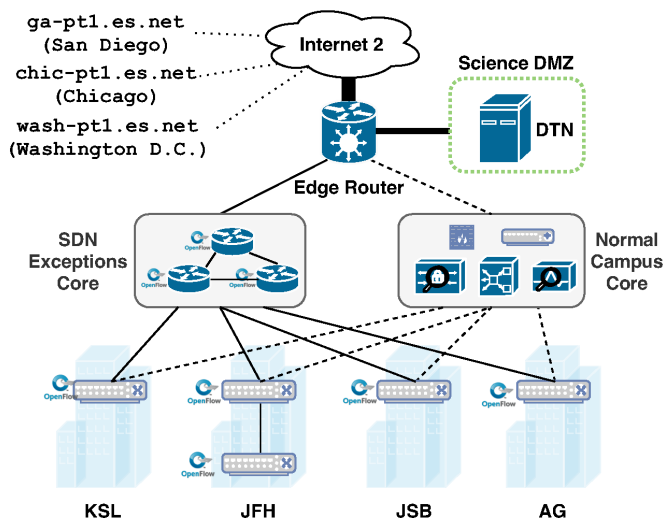 ga-pt1.es.net
(San Diego)
chic-pt1.es.net
(Chicago)
wash-pt1.es.net
(Washington D.C.)
Internet 2
Science DMZ
DTN
Edge Router
SDN
Exceptions
Core
OpenFlow
OpenFlow
OpenFlow
Normal
Campus
Core
OpenFlow
OpenFlow
OpenFlow
OpenFlow
OpenFlow
KSL
JFH
JSB
AG